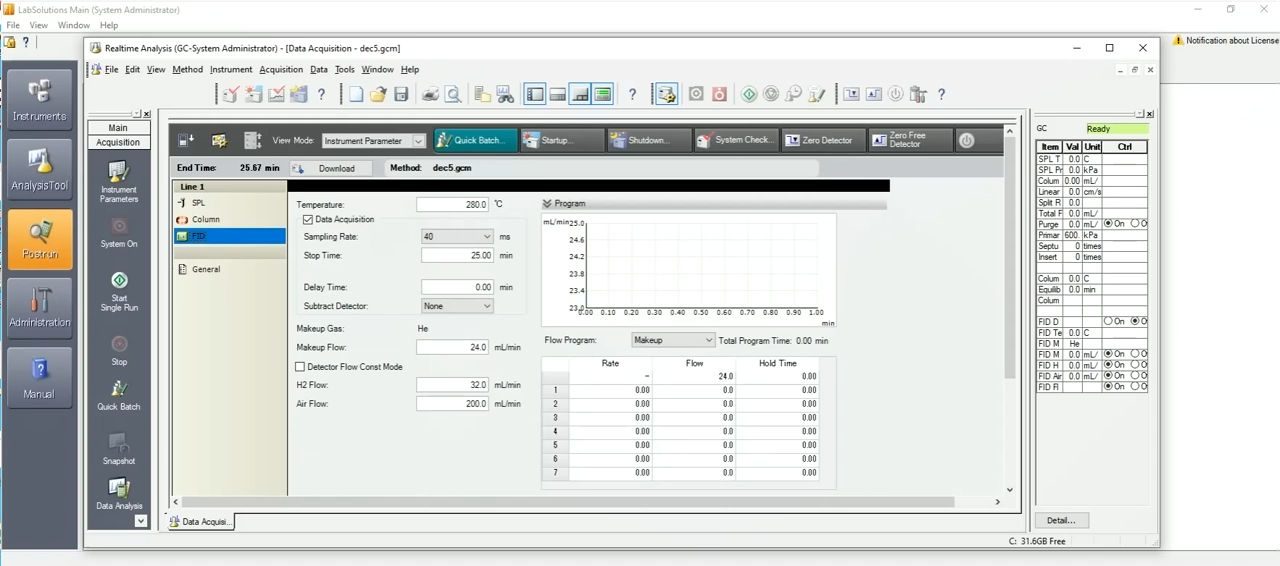 LabSolutions Main (System Administrator)
File View Window Help
Notification about License
Realtime Analysis (GC-System Administrator) - [Data Acquisition - dec5.gcm]
File Edit View Method Instrument Acquisition Data Tools Window Help
Instruments
AnalysisTool
Postrun
Administration
Manual
Main
Acquisition
Instrument
Parameters
System On
Start
Single Run
Stop
Quick Batch
Snapshot
Data Analysis
View Mode: Instrument Parameter Quick Batch... Startup... Shutdown... System Check... Zero Detector Zero Free
Detector
End Time: 25.67 min Download Method: dec5.gcm
Line 1
SPL
Column
FID
General
Temperature: 280.0 °C
Data Acquisition
Sampling Rate: 40 ms
Stop Time: 25.00 min
Delay Time: 0.00 min
Subtract Detector: None
Makeup Gas: He
Makeup Flow: 24.0 mL/min
Detector Flow Const Mode
H2 Flow: 32.0 mL/min
Air Flow: 200.0 mL/min
Program
mL/min 25.0
24.6
24.2
23.8
23.4
23.0
0.00 0.10 0.20 0.30 0.40 0.50 0.60 0.70 0.80 0.90 1.00
min
Flow Program: Makeup Total Program Time: 0.00 min
Rate Flow Hold Time
- 24.0 0.00
1 0.00 0.0 0.00
2 0.00 0.0 0.00
3 0.00 0.0 0.00
4 0.00 0.0 0.00
5 0.00 0.0 0.00
6 0.00 0.0 0.00
7 0.00 0.0 0.00
Data Acquisi...
GC Ready
Item Val Unit Ctrl
SPL T 0.0 C
SPL Pr 0.0 kPa
Colum 0.00 mL/
Linear 0.0 cm/s
Split R 0.0
Total F 0.0 mL/
Purge 0.0 mL/ On O
Primar 600. kPa
Septu 0 times
Insert 0 times
Colum 0.0 C
Equilib 0.0 min
Colum
FID D On O
FID Te 0.0 C
FID M He
FID M 0.0 mL/ On O
FID H 0.0 mL/ On O
FID Air 0.0 mL/ On O
FID Fl On O
Detail...
C: 31.6GB Free